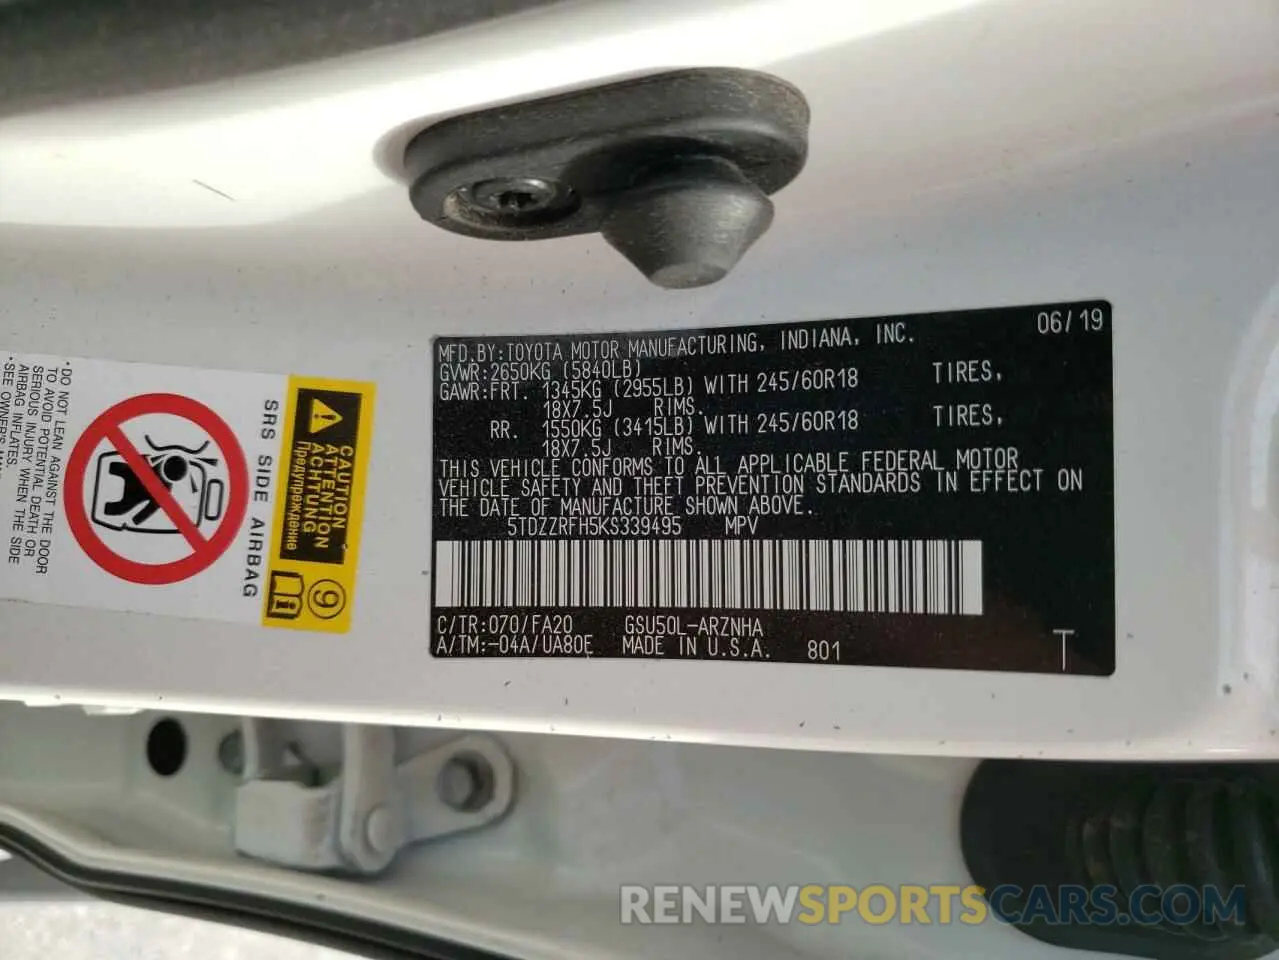 06/19
MFD.BY:TOYOTA MOTOR MANUFACTURING, INDIANA, INC.
GVWR:2650KG (5840LB)
GAWR:FRT. 1345KG (2955LB) WITH 245/60R18 TIRES,
18X7.5J RIMS.
RR. 1550KG (3415LB) WITH 245/60R18 TIRES,
18X7.5J RIMS.
THIS VEHICLE CONFORMS TO ALL APPLICABLE FEDERAL MOTOR
VEHICLE SAFETY AND THEFT PREVENTION STANDARDS IN EFFECT ON
THE DATE OF MANUFACTURE SHOWN ABOVE.
5TDZZRFH5KS339495 MPV
C/TR:070/FA20 GSU50L-ARZNHA
A/TM:-04A/UA80E MADE IN U.S.A. 801
T
CAUTION
ATTENTION
ACHTUNG
Предупреждение
9
SRS SIDE AIRBAG
·DO NOT LEAN AGAINST THE DOOR
TO AVOID POTENTIAL DEATH OR
SERIOUS INJURY WHEN THE SIDE
AIRBAG INFLATES.
·SEE OWNER'S
RENEWSPORTSCARS.COM